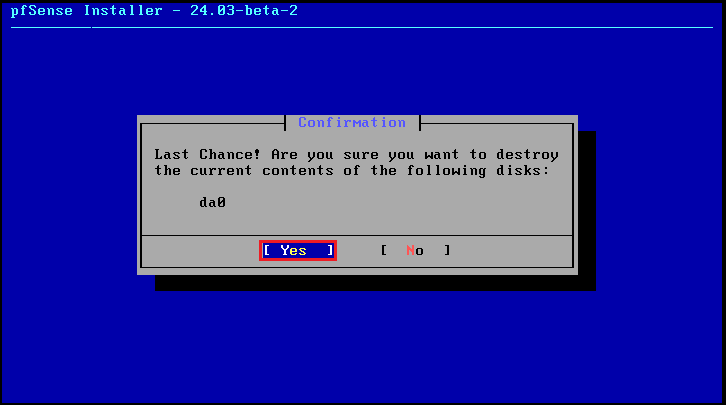 pfSense Installer - 24.03-beta-2
Confirmation
Last Chance! Are you sure you want to destroy
the current contents of the following disks:
da0
[ Yes ] [ No ]